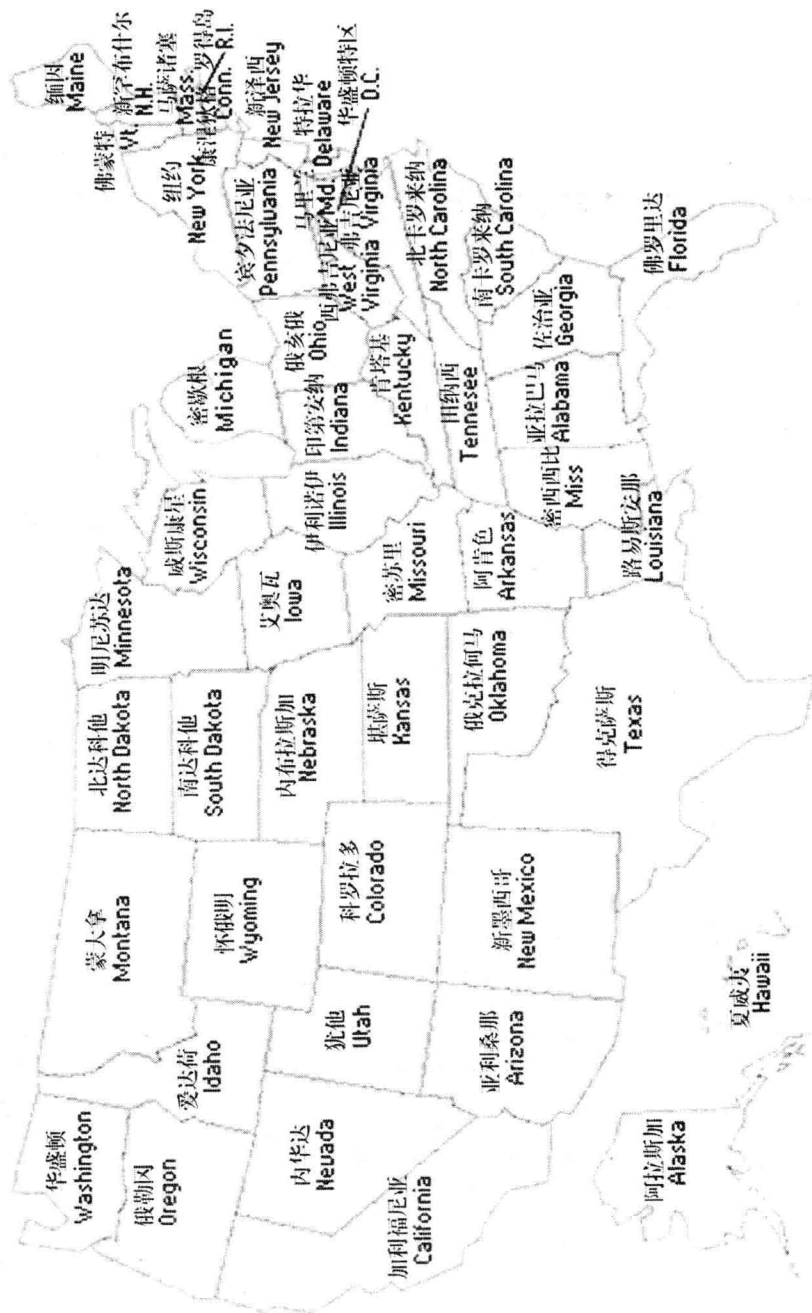 华盛顿
Washington
俄勒冈
Oregon
加利福尼亚
California
内华达
Nevada
爱达荷
Idaho
蒙大拿
Montana
怀俄明
Wyoming
犹他
Utah
亚利桑那
Arizona
科罗拉多
Colorado
新墨西哥
New Mexico
北达科他
North Dakota
南达科他
South Dakota
内布拉斯加
Nebraska
堪萨斯
Kansas
俄克拉何马
Oklahoma
得克萨斯
Texas
明尼苏达
Minnesota
艾奥瓦
Iowa
密苏里
Missouri
阿肯色
Arkansas
路易斯安那
Louisiana
威斯康星
Wisconsin
伊利诺伊
Illinois
密歇根
Michigan
印第安纳
Indiana
俄亥俄
Ohio
肯塔基
Kentucky
田纳西
Tennesee
密西西比
Miss
亚拉巴马
Alabama
佐治亚
Georgia
佛罗里达
Florida
南卡罗来纳
South Carolina
北卡罗来纳
North Carolina
弗吉尼亚
Virginia
西弗吉尼亚
West
Virginia
马里兰
Md.
华盛顿特区
D.C.
特拉华
Delaware
宾夕法尼亚
Pennsylvania
新泽西
New Jersey
纽约
New York
康涅狄格
Conn.
罗得岛
R.I.
马萨诸塞
Mass.
佛蒙特
Vt.
新罕布什尔
N.H.
缅因
Maine
阿拉斯加
Alaska
夏威夷
Hawaii